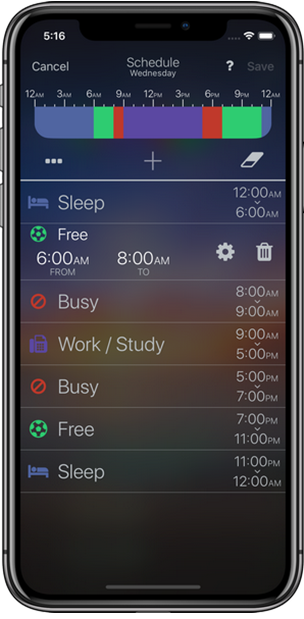 5:16
Cancel Schedule ? Save
Wednesday
12AM 3AM 6AM 9AM 12PM 3PM 6PM 9PM 12AM
Sleep 12:00AM
6:00AM
Free
6:00AM 8:00AM
FROM TO
Busy 8:00AM
9:00AM
Work / Study 9:00AM
5:00PM
Busy 5:00PM
7:00PM
Free 7:00PM
11:00PM
Sleep 11:00PM
12:00AM